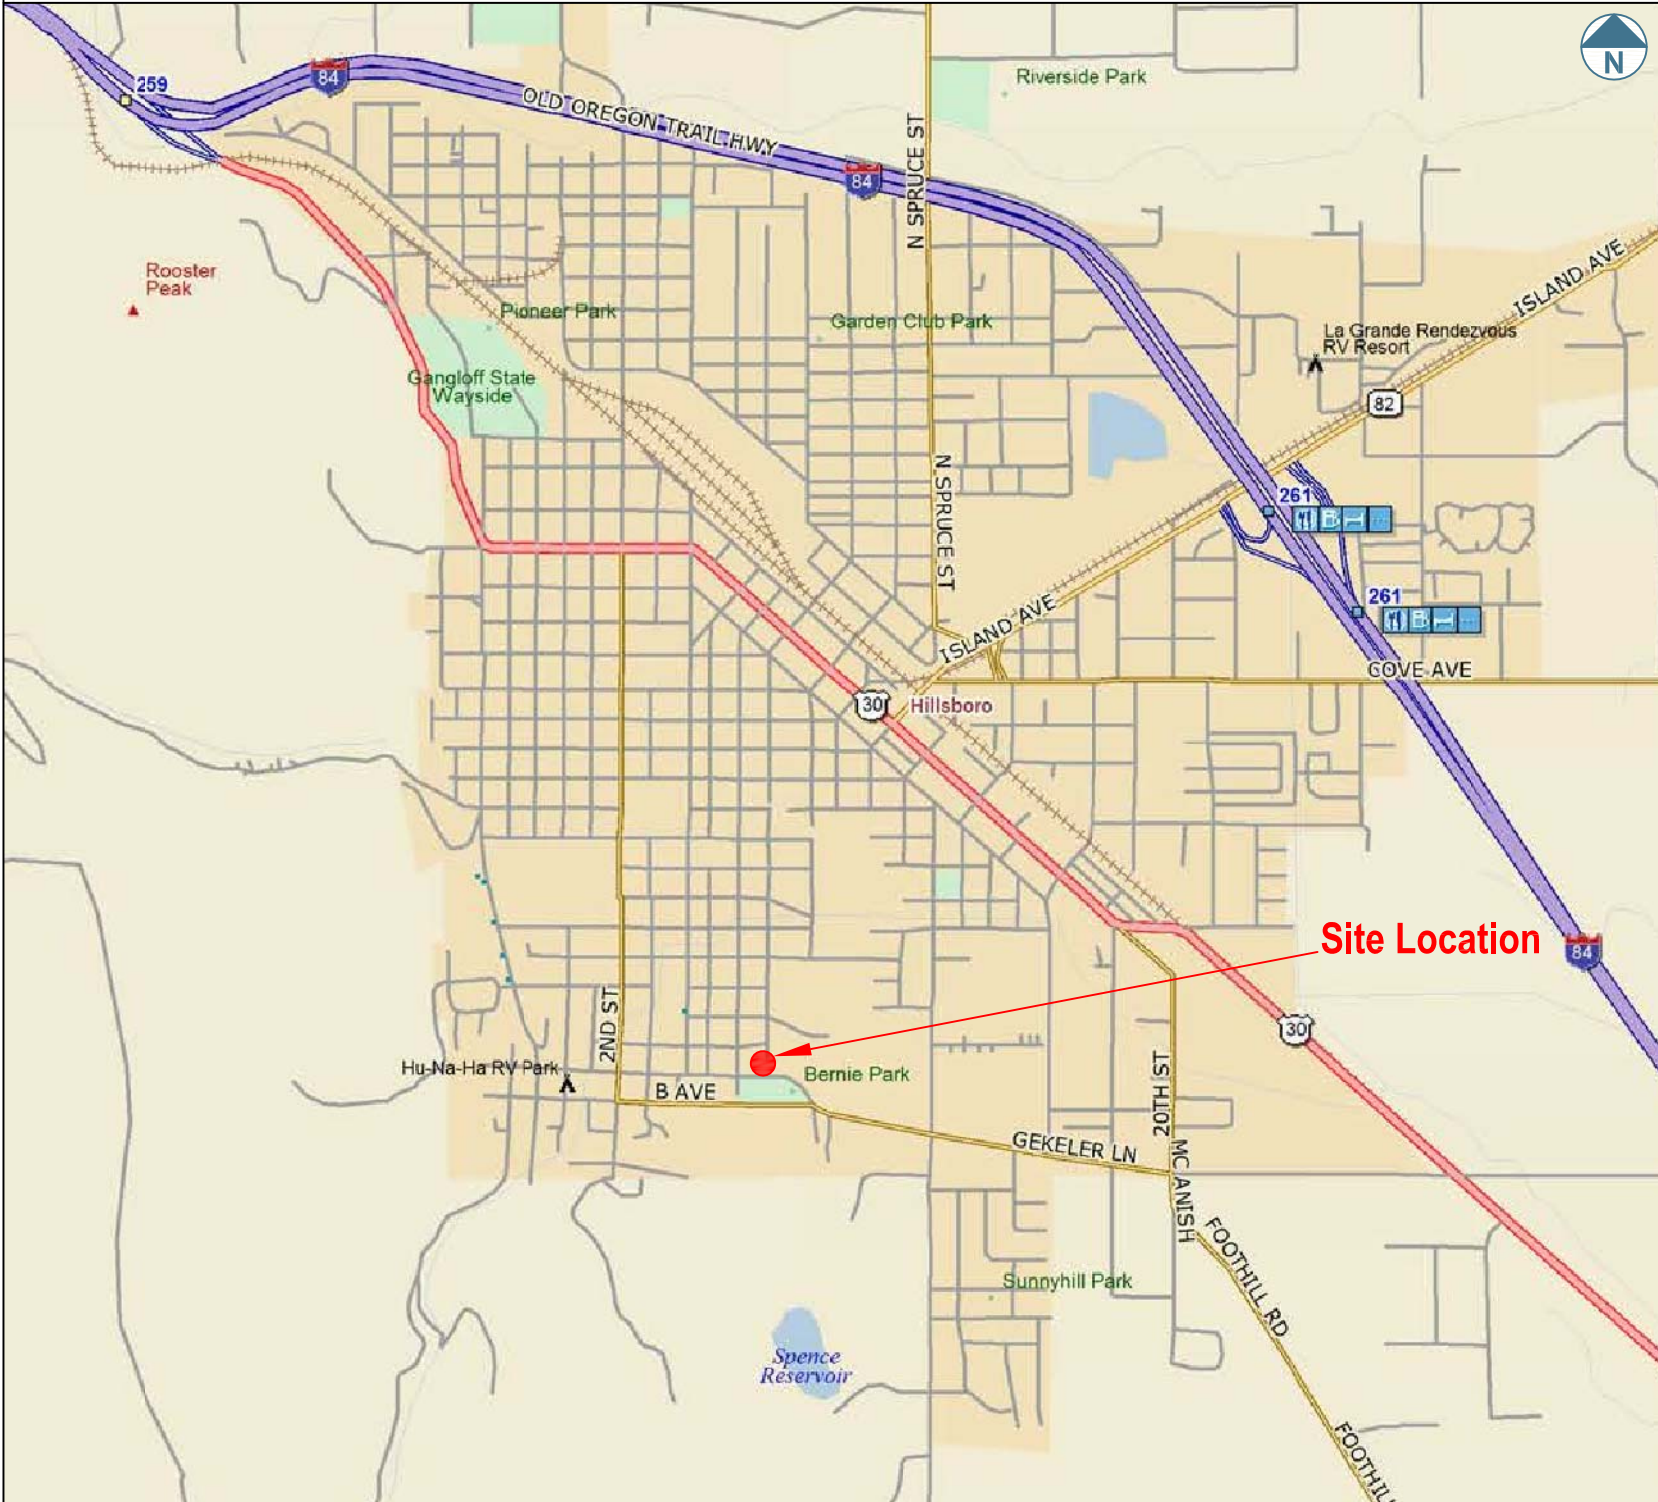 N
259
84
OLD OREGON TRAIL HWY
Riverside Park
84
N SPRUCE ST
Rooster
Peak
ISLAND AVE
Pioneer Park
Garden Club Park
La Grande Rendezvous
RV Resort
Gangloff State
Wayside
82
N SPRUCE ST
261
261
ISLAND AVE
COVE AVE
30
Hillsboro
Site Location
84
2ND ST
30
Hu-Na-Ha RV Park
Bernie Park
B AVE
20TH ST
GEKELER LN
MC ANISH
FOOTHILL RD
Sunnyhill Park
Spence
Reservoir
FOOTHIL